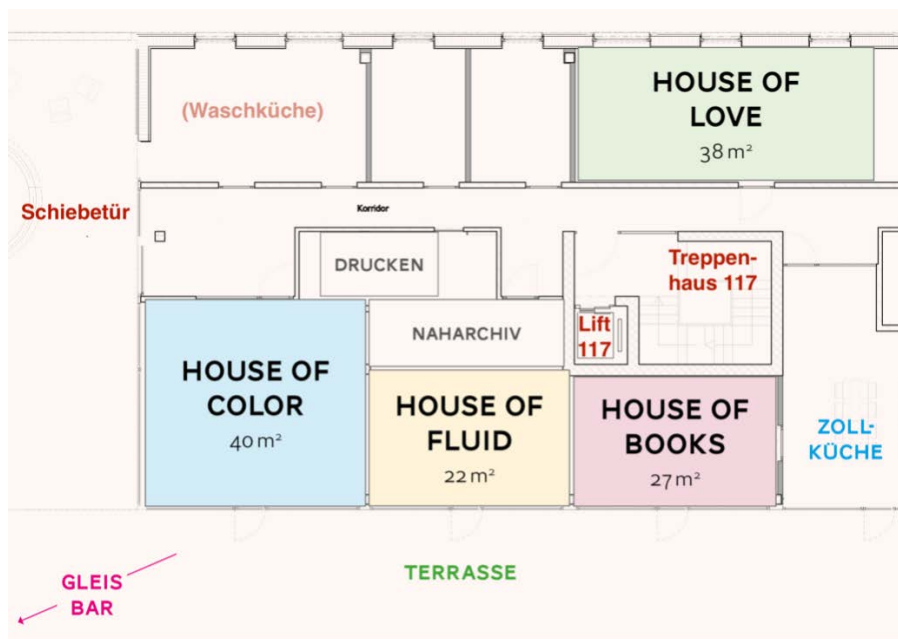 HOUSE OF
LOVE
38 m²
(Waschküche)
Schiebetür
Korridor
DRUCKEN
Treppen-
haus 117
Lift
117
NAHARCHIV
HOUSE OF
COLOR
40 m²
HOUSE OF
FLUID
22 m²
HOUSE OF
BOOKS
27 m²
ZOLL-
KÜCHE
TERRASSE
GLEIS
BAR